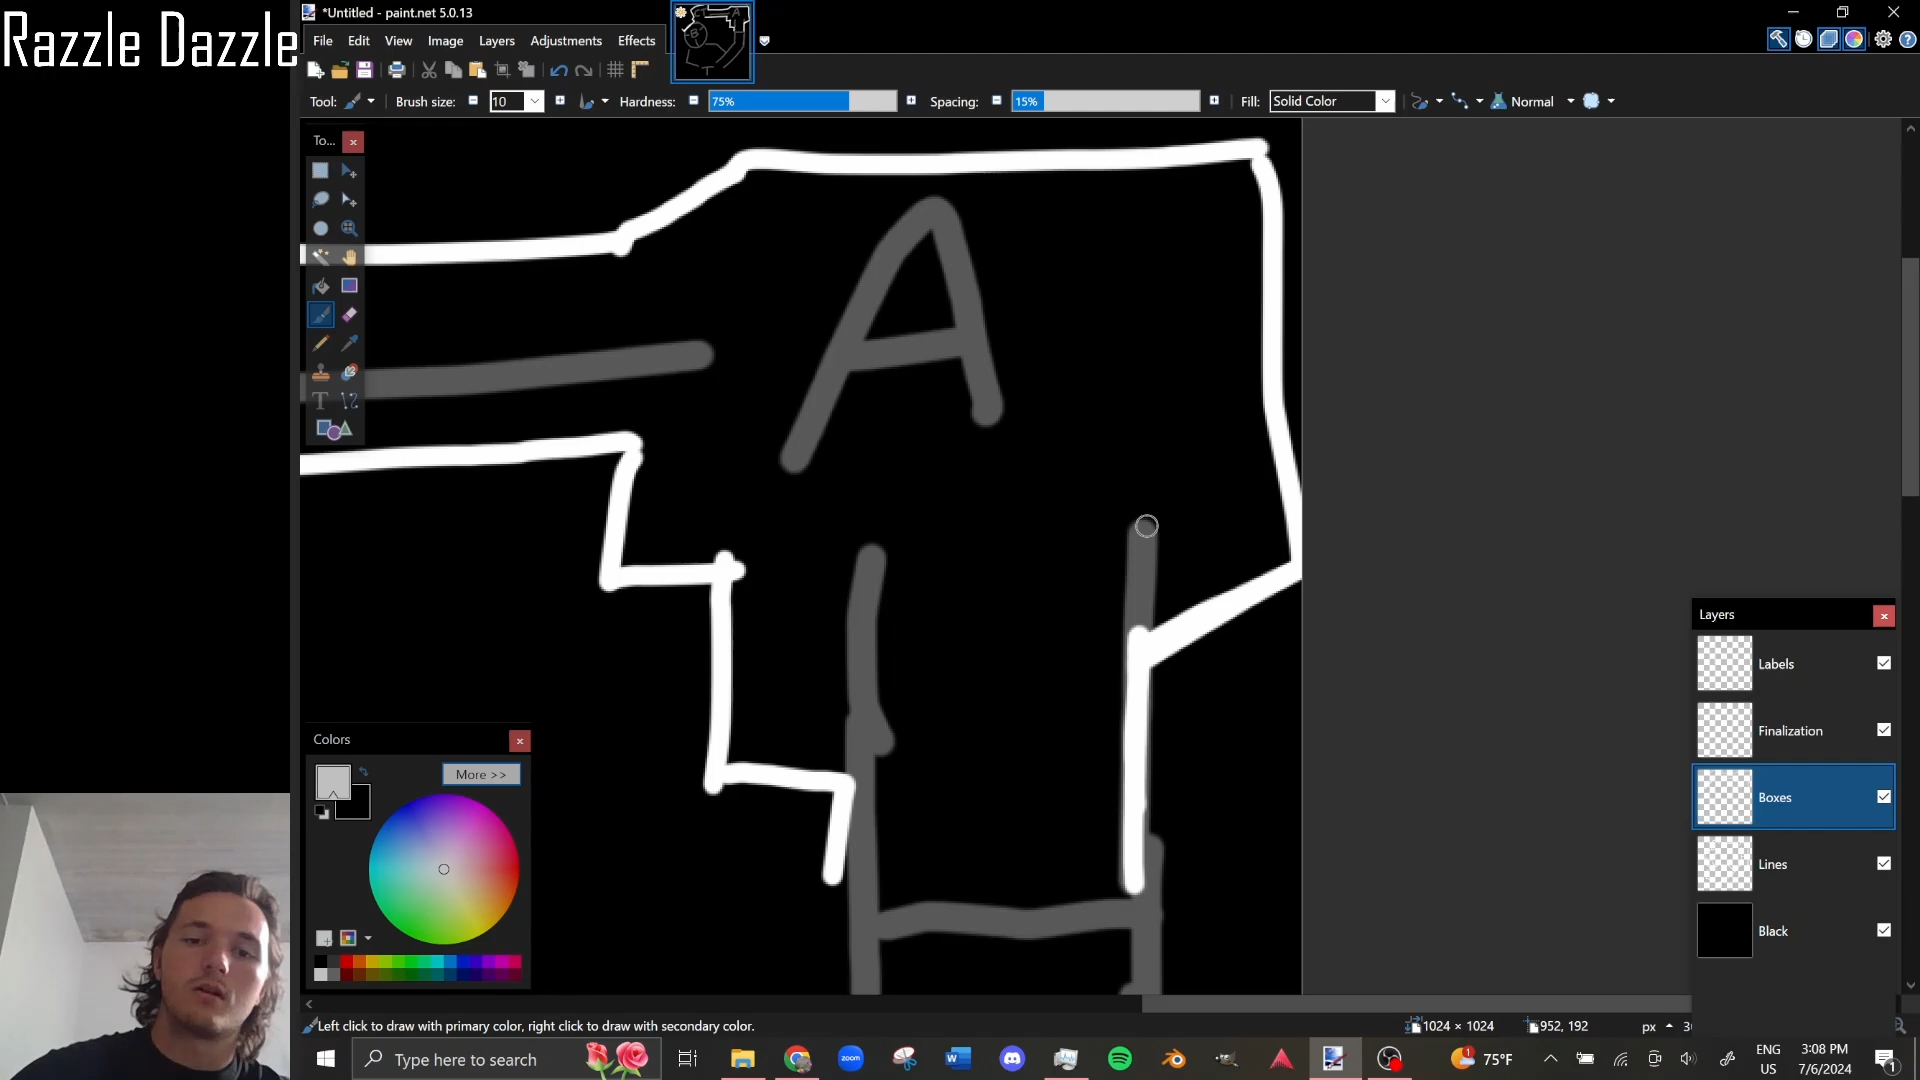 Razzle Dazzle
*Untitled - paint.net 5.0.13
File Edit View Image Layers Adjustments Effects
Tool: Brush size: 10 Hardness: 75% Spacing: 15% Fill: Solid Color Normal
To...
A
Colors
More >>
Layers
Labels
Finalization
Boxes
Lines
Black
Left click to draw with primary color, right click to draw with secondary color.
1024 × 1024 952, 192 px
Type here to search
zoom
75°F
ENG
US
3:08 PM
7/6/2024